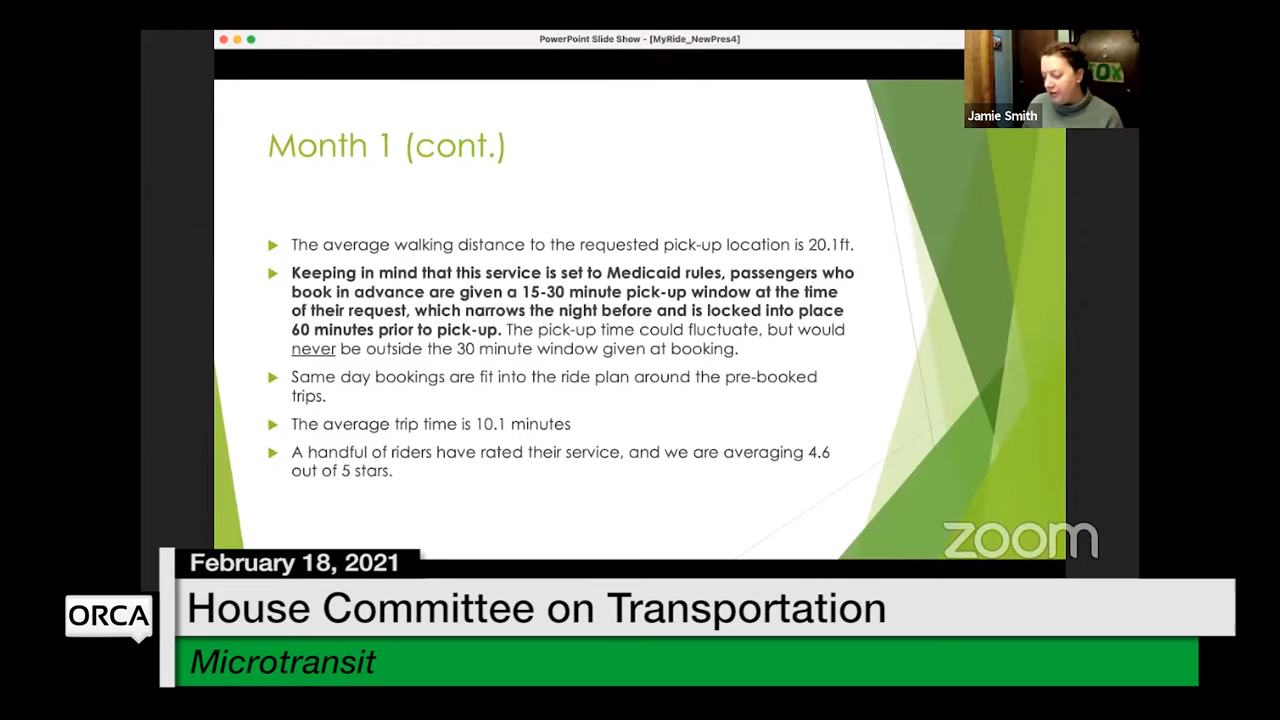 PowerPoint Slide Show - [MyRide_NewPres4]
FOX
Jamie Smith
Month 1 (cont.)
The average walking distance to the requested pick-up location is 20.1ft.
Keeping in mind that this service is set to Medicaid rules, passengers who
book in advance are given a 15-30 minute pick-up window at the time
of their request, which narrows the night before and is locked into place
60 minutes prior to pick-up. The pick-up time could fluctuate, but would
never be outside the 30 minute window given at booking.
Same day bookings are fit into the ride plan around the pre-booked
trips.
The average trip time is 10.1 minutes
A handful of riders have rated their service, and we are averaging 4.6
out of 5 stars.
zoom
February 18, 2021
ORCA
House Committee on Transportation
Microtransit